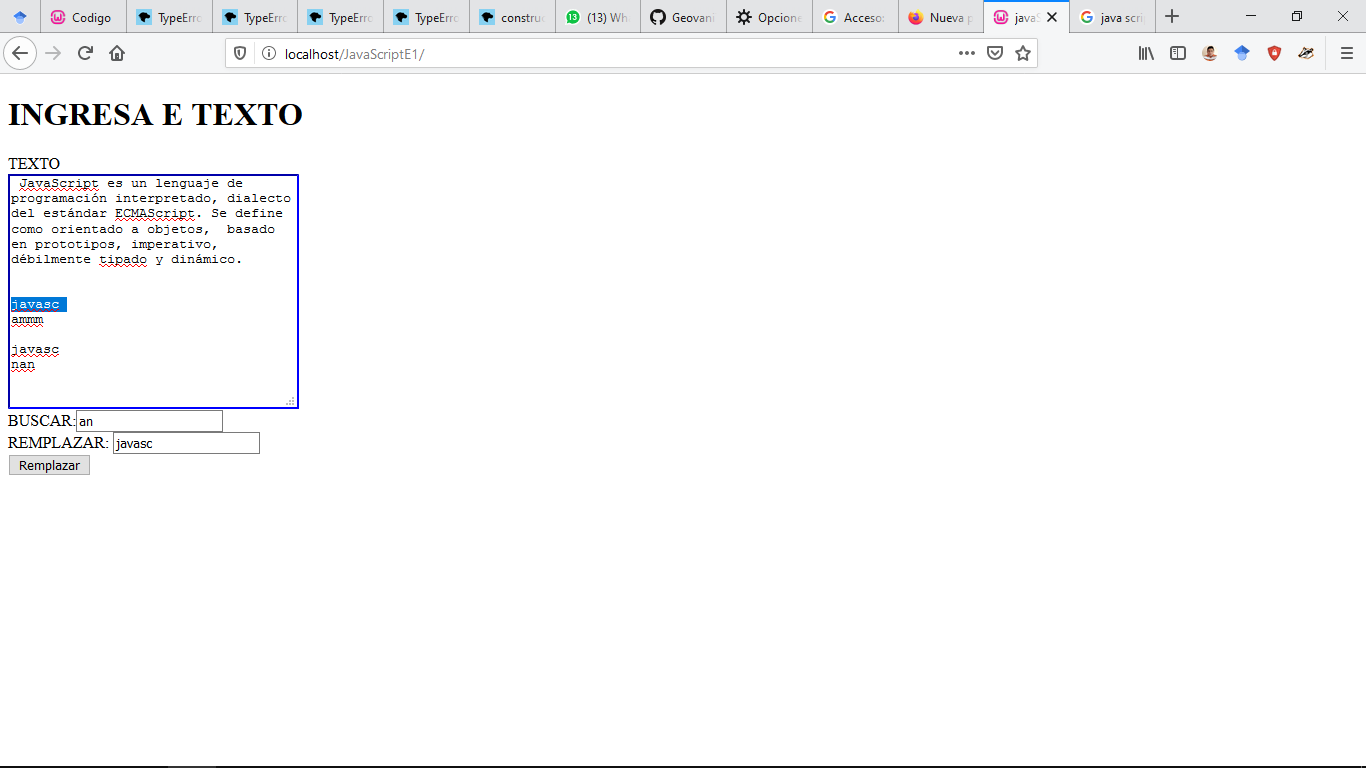 Codigo
TypeErro
TypeErro
TypeErro
TypeErro
construc
(13) Wh
Geovani
Opcione
Acceso:
Nueva p
javaS
java scri
localhost/JavaScriptE1/
INGRESA E TEXTO
TEXTO
JavaScript es un lenguaje de
programación interpretado, dialecto
del estándar ECMAScript. Se define
como orientado a objetos,  basado
en prototipos, imperativo,
débilmente tipado y dinámico.
javasc
ammm
javasc
nan
BUSCAR: an
REMPLAZAR: javasc
Remplazar